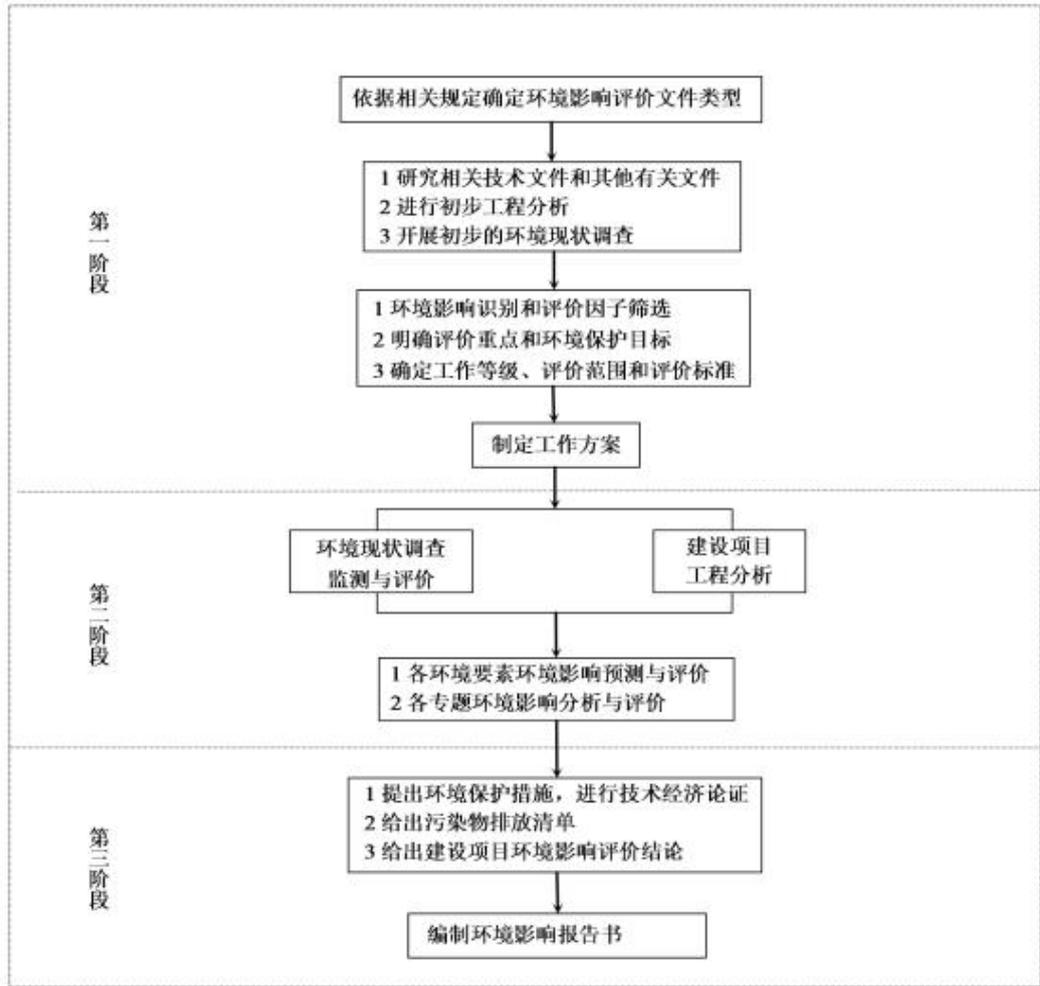 依据相关规定确定环境影响评价文件类型
1 研究相关技术文件和其他有关文件
2 进行初步工程分析
3 开展初步的环境现状调查
第一阶段
1 环境影响识别和评价因子筛选
2 明确评价重点和环境保护目标
3 确定工作等级、评价范围和评价标准
制定工作方案
环境现状调查
监测与评价
建设项目
工程分析
第二阶段
1 各环境要素环境影响预测与评价
2 各专题环境影响分析与评价
1 提出环境保护措施，进行技术经济论证
2 给出污染物排放清单
3 给出建设项目环境影响评价结论
第三阶段
编制环境影响报告书